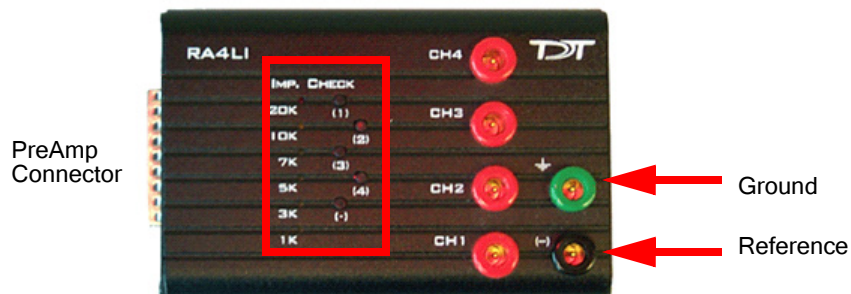 RA4LI
CH4
TDT
IMP. CHECK
20K
(1)
10K
(2)
CH3
7K
(3)
5K
(4)
CH2
3K
(-)
1K
CH1
(-)
PreAmp
Connector
Ground
Reference